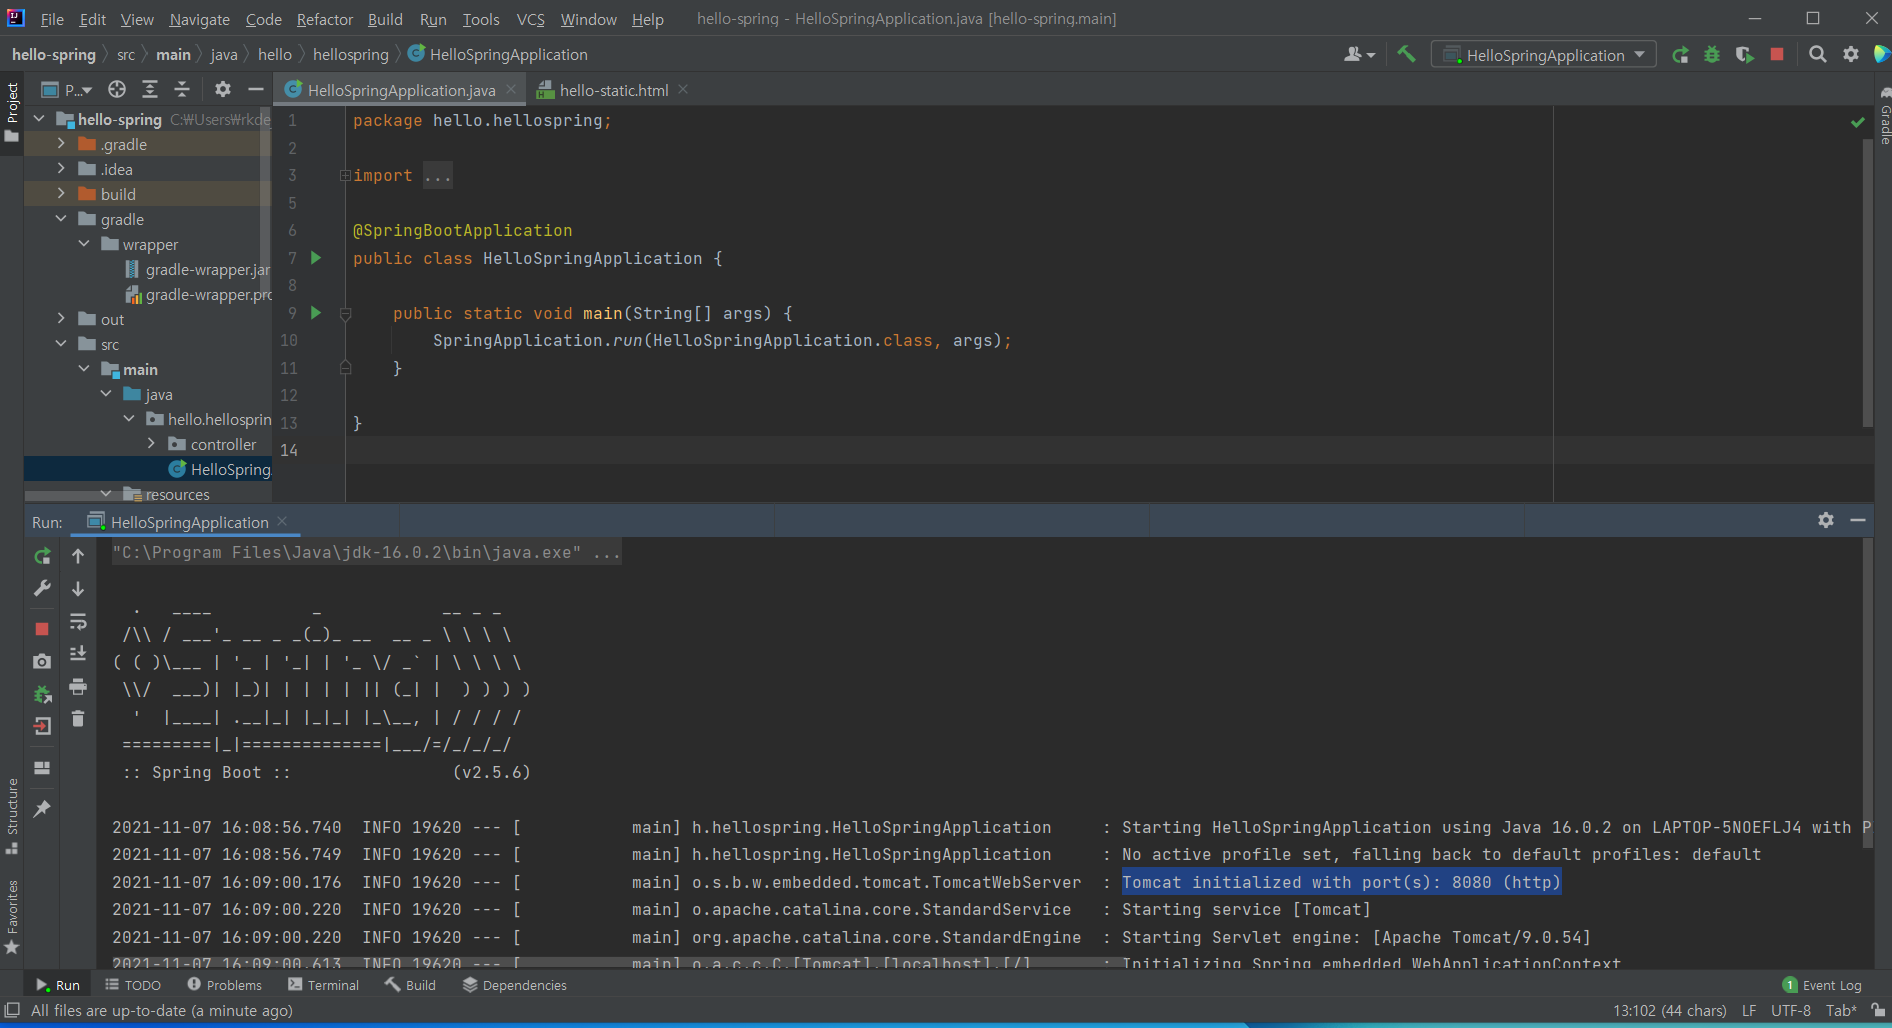 File Edit View Navigate Code Refactor Build Run Tools VCS Window Help hello-spring - HelloSpringApplication.java [hello-spring.main]
hello-spring src main java hello hellospring HelloSpringApplication HelloSpringApplication
Project
P... HelloSpringApplication.java hello-static.html
Gradle
hello-spring C:\Users\rkde
.gradle
.idea
build
gradle
wrapper
gradle-wrapper.jar
gradle-wrapper.pro
out
src
main
java
hello.hellosprin
controller
HelloSpring
resources
1 package hello.hellospring;
2
3 import ...
5
6 @SpringBootApplication
7 public class HelloSpringApplication {
8
9 public static void main(String[] args) {
10 SpringApplication.run(HelloSpringApplication.class, args);
11 }
12
13 }
14
Run: HelloSpringApplication
"C:\Program Files\Java\jdk-16.0.2\bin\java.exe" ...
  .   ____          _            __ _ _
 /\\ / ___'_ __ _ _(_)_ __  __ _ \ \ \ \
( ( )\___ | '_ | '_| | '_ \/ _` | \ \ \ \
 \\/  ___)| |_)| | | | | || (_| |  ) ) ) )
  '  |____| .__|_| |_|_| |_\__, | / / / /
 =========|_|==============|___/=/_/_/_/
 :: Spring Boot ::                (v2.5.6)
2021-11-07 16:08:56.740 INFO 19620 --- [ main] h.hellospring.HelloSpringApplication : Starting HelloSpringApplication using Java 16.0.2 on LAPTOP-5NOEFLJ4 with P
2021-11-07 16:08:56.749 INFO 19620 --- [ main] h.hellospring.HelloSpringApplication : No active profile set, falling back to default profiles: default
2021-11-07 16:09:00.176 INFO 19620 --- [ main] o.s.b.w.embedded.tomcat.TomcatWebServer : Tomcat initialized with port(s): 8080 (http)
2021-11-07 16:09:00.220 INFO 19620 --- [ main] o.apache.catalina.core.StandardService : Starting service [Tomcat]
2021-11-07 16:09:00.220 INFO 19620 --- [ main] org.apache.catalina.core.StandardEngine : Starting Servlet engine: [Apache Tomcat/9.0.54]
2021-11-07 16:09:00.613 INFO 19620 --- [ main] o.a.c.c.C.[Tomcat].[localhost].[/] : Initializing Spring embedded WebApplicationContext
Structure
Favorites
Run TODO Problems Terminal Build Dependencies 1 Event Log
All files are up-to-date (a minute ago) 13:102 (44 chars) LF UTF-8 Tab*